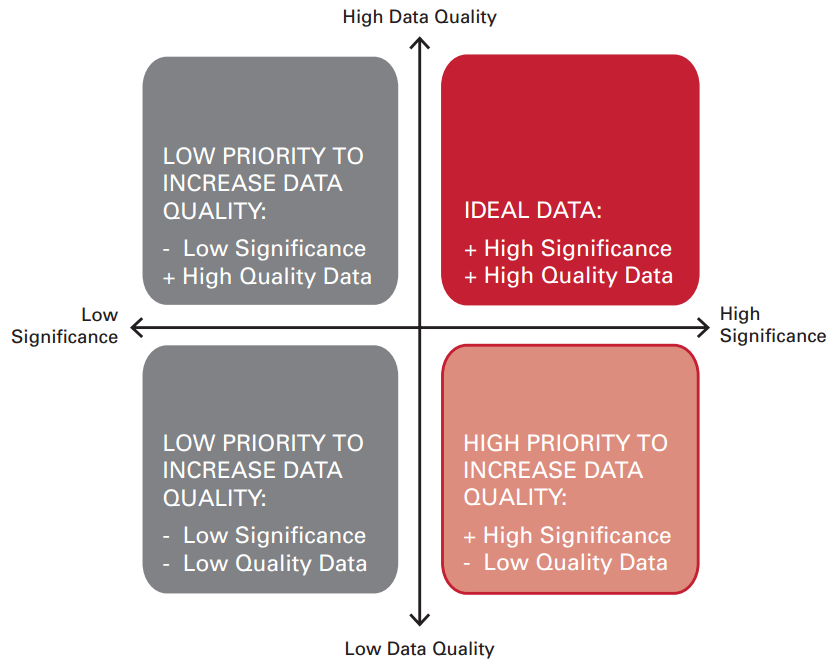 High Data Quality
LOW PRIORITY TO
INCREASE DATA
QUALITY:
- Low Significance
+ High Quality Data
IDEAL DATA:
+ High Significance
+ High Quality Data
Low
Significance
High
Significance
LOW PRIORITY TO
INCREASE DATA
QUALITY:
- Low Significance
- Low Quality Data
HIGH PRIORITY TO
INCREASE DATA
QUALITY:
+ High Significance
- Low Quality Data
Low Data Quality